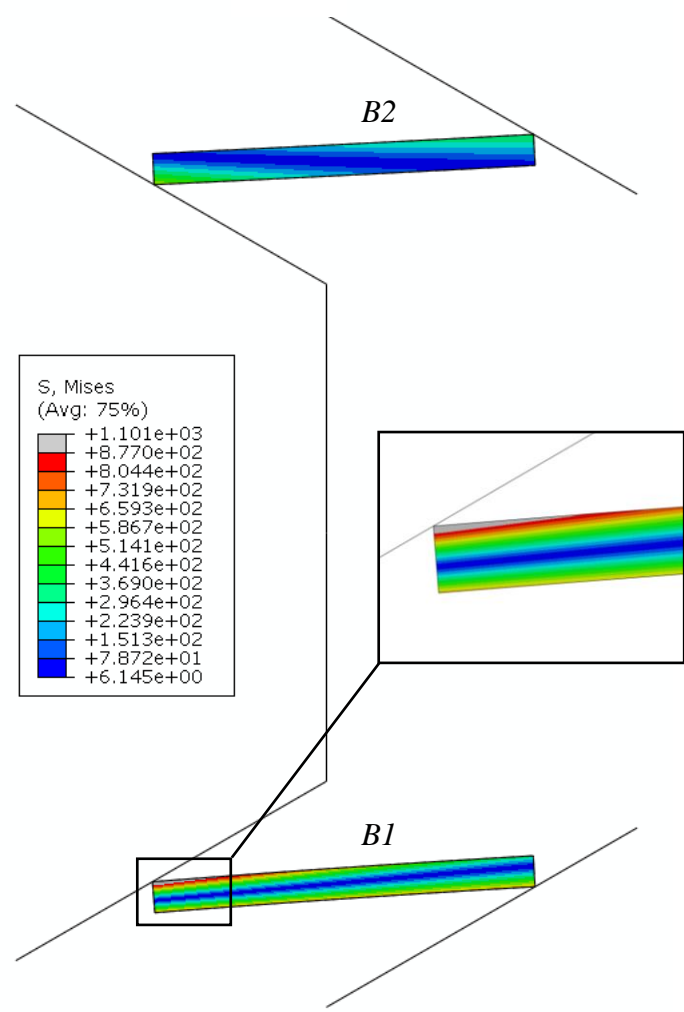 B2
S, Mises
(Avg: 75%)
+1.101e+03
+8.770e+02
+8.044e+02
+7.319e+02
+6.593e+02
+5.867e+02
+5.141e+02
+4.416e+02
+3.690e+02
+2.964e+02
+2.239e+02
+1.513e+02
+7.872e+01
+6.145e+00
B1